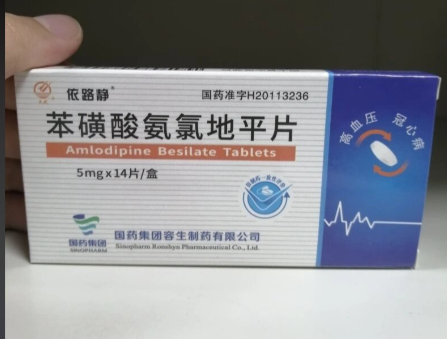 依路静®
国药准字H20113236
苯磺酸氨氯地平片
Amlodipine Besilate Tablets
5mg x 14片/盒
高血压 冠心病
国药集团
SINOPHARM
国药集团容生制药有限公司
Sinopharm Ronshyn Pharmaceutical Co., Ltd.